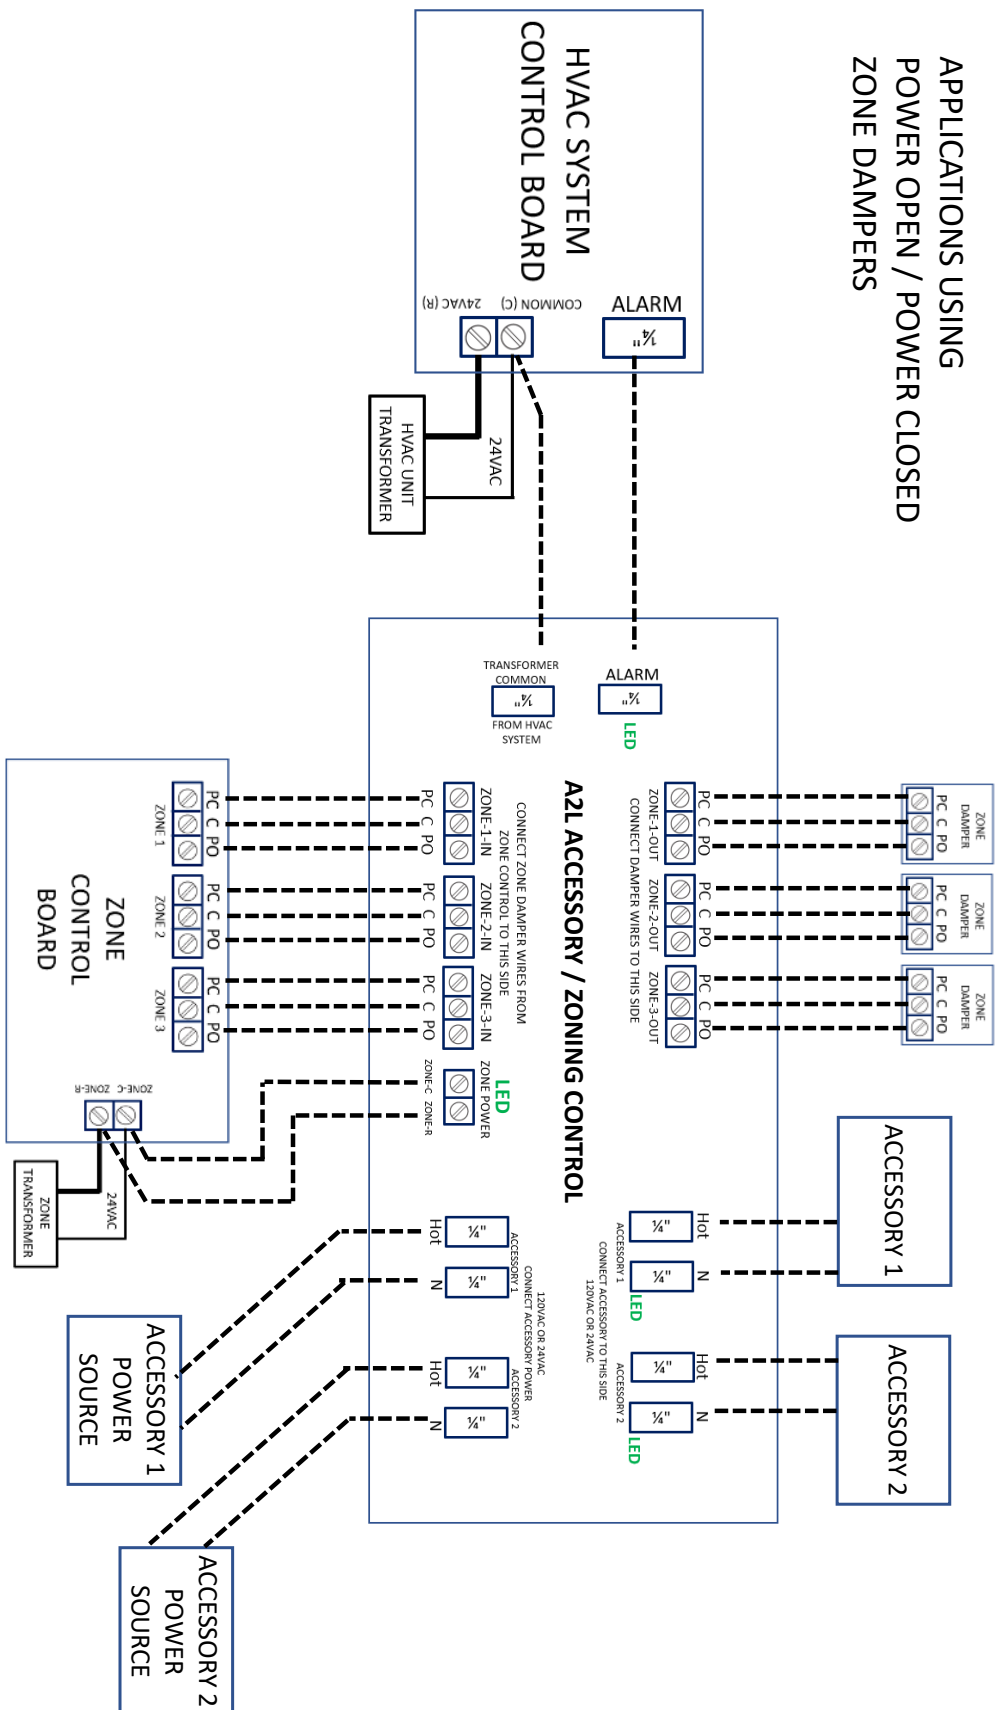 APPLICATIONS USING
POWER OPEN / POWER CLOSED
ZONE DAMPERS
HVAC SYSTEM
CONTROL BOARD
ALARM
¼"
COMMON (C)
24VAC (R)
24VAC
HVAC UNIT
TRANSFORMER
TRANSFORMER
COMMON
¼"
FROM HVAC
SYSTEM
ALARM
¼"
LED
A2L ACCESSORY / ZONING CONTROL
ZONE
DAMPER
PC C PO
ZONE
DAMPER
PC C PO
ZONE
DAMPER
PC C PO
PC C PO
PC C PO
PC C PO
ZONE-1-OUT
ZONE-2-OUT
ZONE-3-OUT
CONNECT DAMPER WIRES TO THIS SIDE
CONNECT ZONE DAMPER WIRES FROM
ZONE CONTROL TO THIS SIDE
ZONE-1-IN
ZONE-2-IN
ZONE-3-IN
PC C PO
PC C PO
PC C PO
LED
ZONE POWER
ZONE-C
ZONE-R
PC C PO
PC C PO
PC C PO
ZONE 1
ZONE 2
ZONE 3
ZONE
CONTROL
BOARD
ZONE-C
ZONE-R
24VAC
ZONE
TRANSFORMER
ACCESSORY 1
ACCESSORY 2
Hot
N
Hot
N
¼"
¼"
¼"
¼"
ACCESSORY 1
LED
ACCESSORY 2
LED
CONNECT ACCESSORY TO THIS SIDE
120VAC OR 24VAC
120VAC OR 24VAC
CONNECT ACCESSORY POWER
ACCESSORY 1
ACCESSORY 2
¼"
¼"
¼"
¼"
Hot
N
Hot
N
ACCESSORY 1
POWER
SOURCE
ACCESSORY 2
POWER
SOURCE